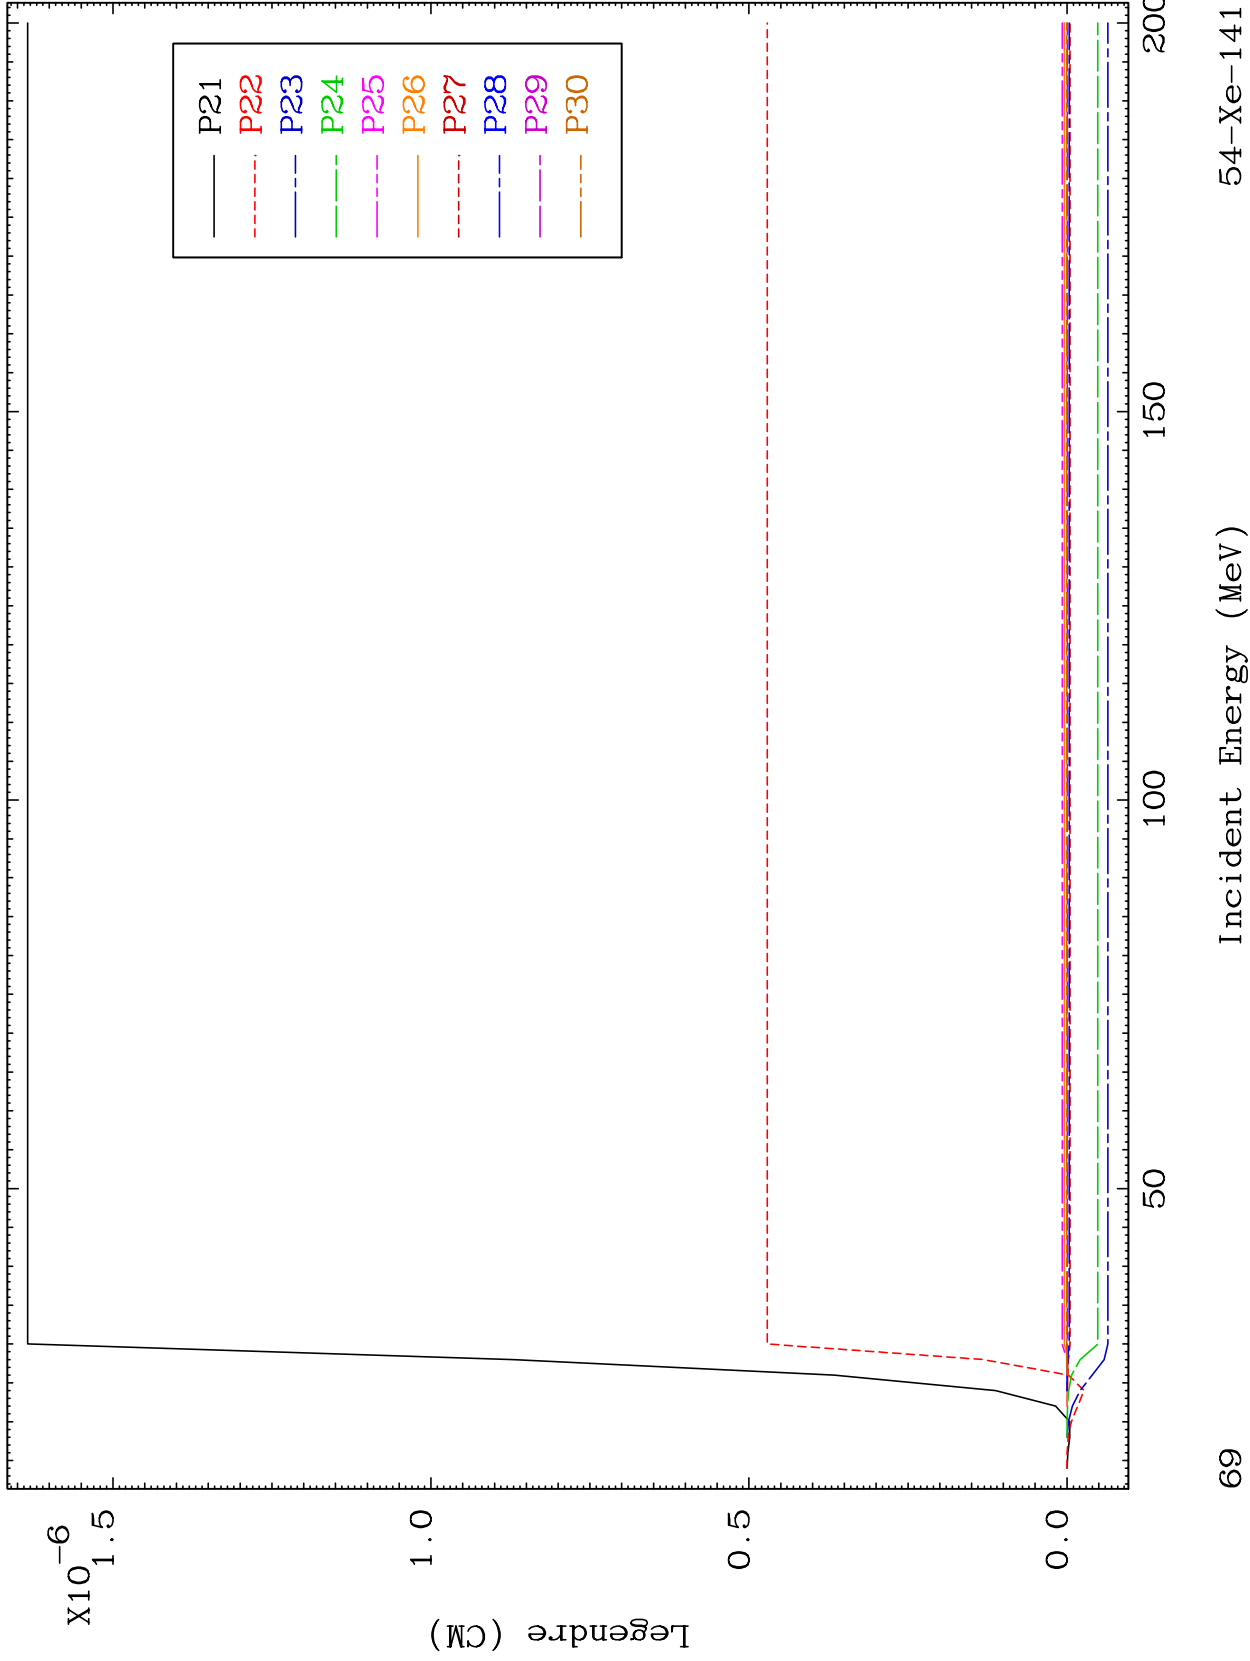 X10-6
1.5
1.0
0.5
0.0
Legendre (CM)
P21
P22
P23
P24
P25
P26
P27
P28
P29
P30
50
100
150
200
Incident Energy (MeV)
69
54-Xe-141